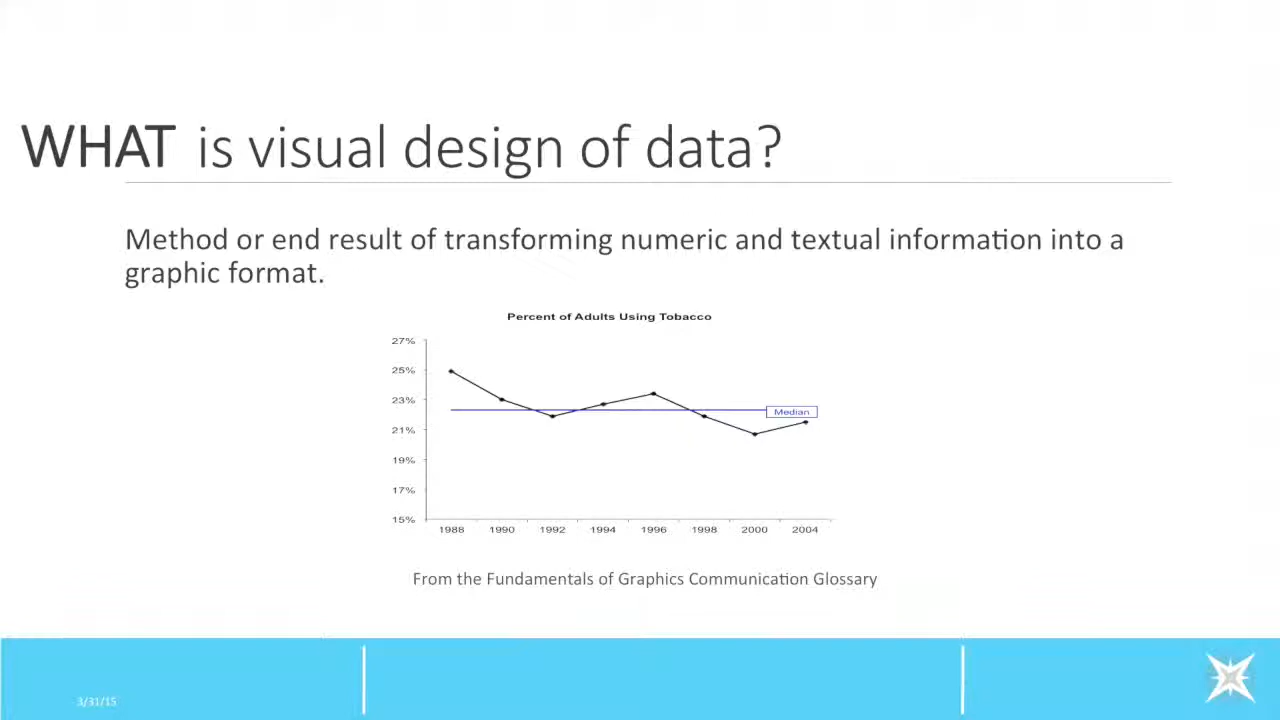 WHAT is visual design of data?
Method or end result of transforming numeric and textual information into a
graphic format.
Percent of Adults Using Tobacco
27%
25%
23%
21%
19%
17%
15%
Median
1988 1990 1992 1994 1996 1998 2000 2004
From the Fundamentals of Graphics Communication Glossary
3/31/15